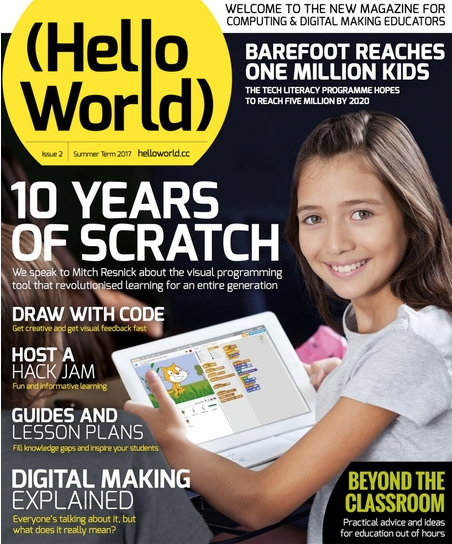 WELCOME TO THE NEW MAGAZINE FOR
COMPUTING & DIGITAL MAKING EDUCATORS
(Hello
World)
Issue 2 Summer Term 2017 helloworld.cc
BAREFOOT REACHES
ONE MILLION KIDS
THE TECH LITERACY PROGRAMME HOPES
TO REACH FIVE MILLION BY 2020
10 YEARS
OF SCRATCH
We speak to Mitch Resnick about the visual programming
tool that revolutionised learning for an entire generation
DRAW WITH CODE
Get creative and get visual feedback fast
HOST A
HACK JAM
Fun and informative learning
GUIDES AND
LESSON PLANS
Fill knowledge gaps and inspire your students
DIGITAL MAKING
EXPLAINED
Everyone's talking about it, but
what does it really mean?
BEYOND THE
CLASSROOM
Practical advice and ideas
for education out of hours